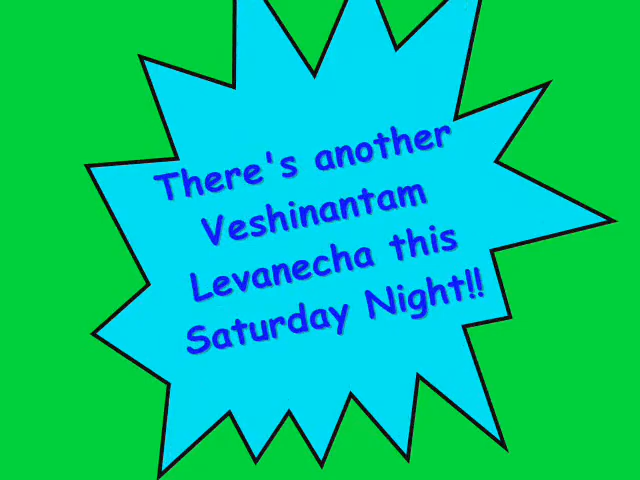 There's another
Veshinantam
Levanecha this
Saturday Night!!